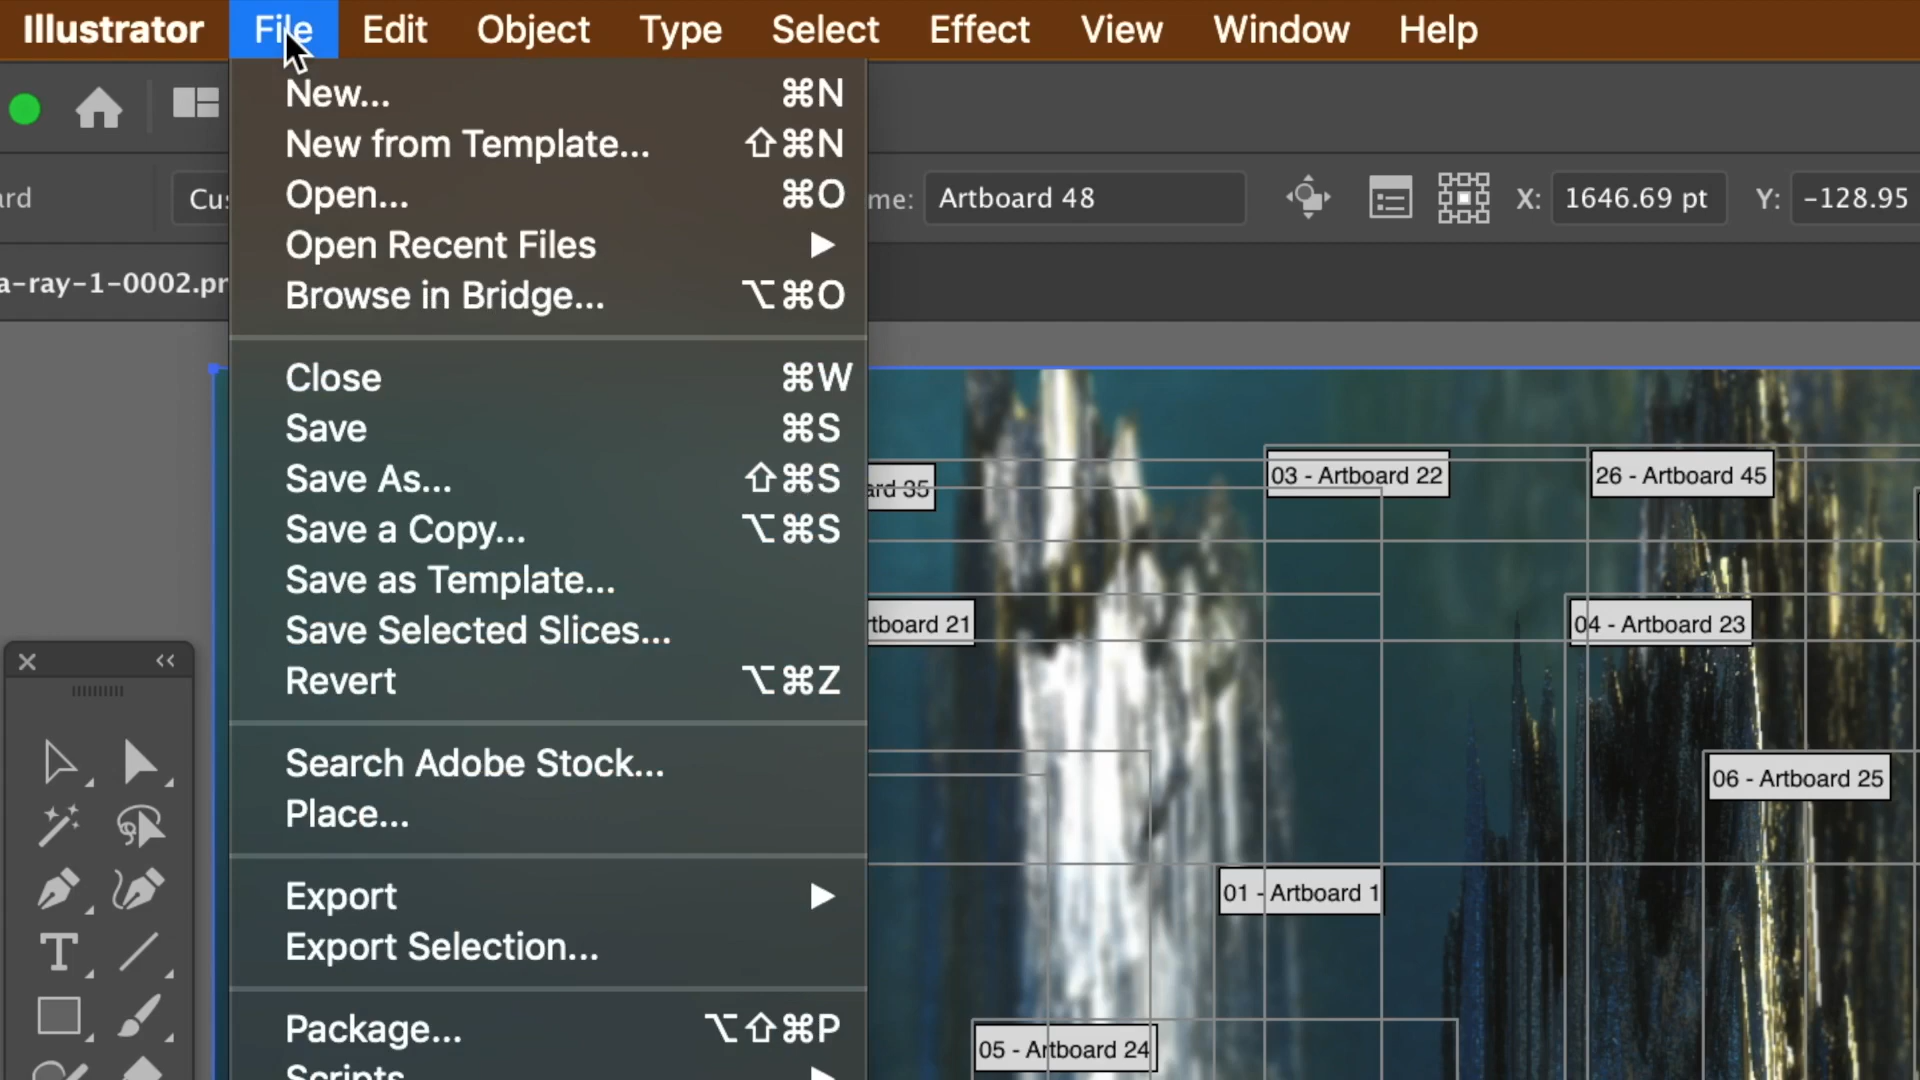 Illustrator File Edit Object Type Select Effect View Window Help
New... ⌘N
New from Template... ⇧⌘N
Open... ⌘O
Open Recent Files ▶
Browse in Bridge... ⌥⌘O
Close ⌘W
Save ⌘S
Save As... ⇧⌘S
Save a Copy... ⌥⌘S
Save as Template...
Save Selected Slices...
Revert ⌥⌘Z
Search Adobe Stock...
Place...
Export ▶
Export Selection...
Package... ⌥⇧⌘P
Scripts
rd Cu me: Artboard 48 X: 1646.69 pt Y: -128.95
a-ray-1-0002.pr
ard 35
03 - Artboard 22
26 - Artboard 45
rtboard 21
04 - Artboard 23
06 - Artboard 25
01 - Artboard 1
05 - Artboard 24